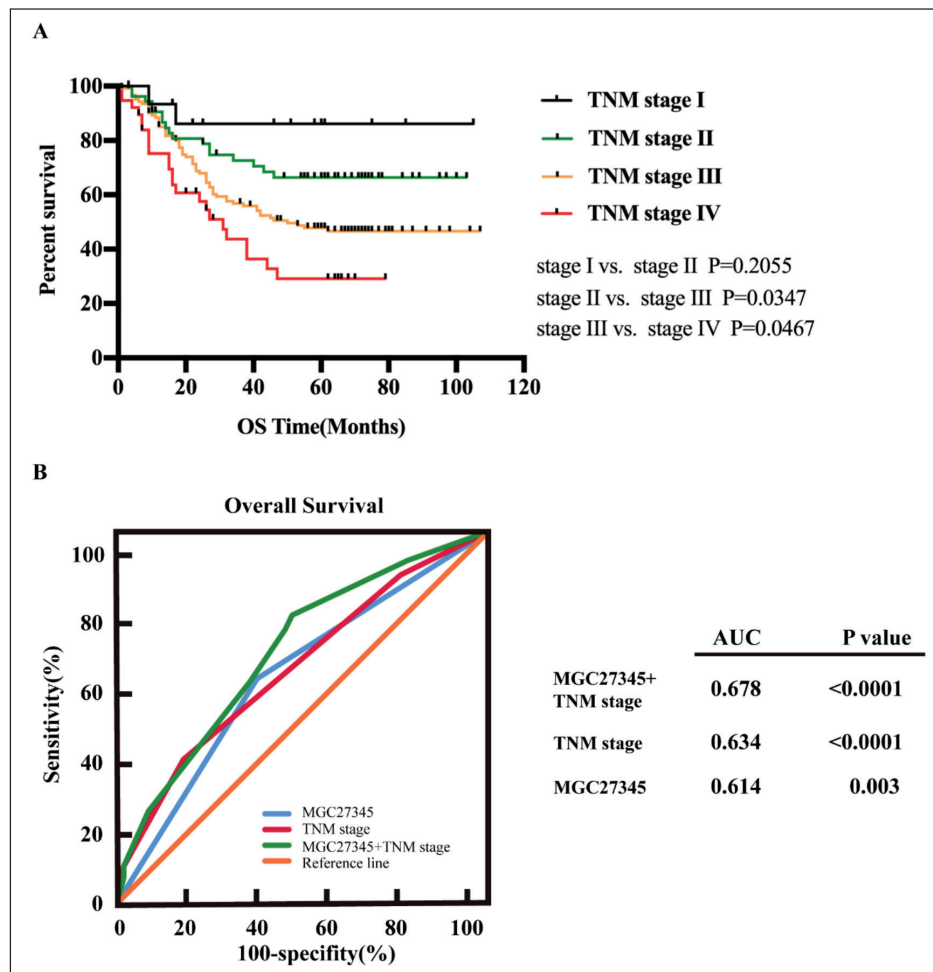 A
100
80
60
40
20
0
Percent survival
0 20 40 60 80 100 120
OS Time(Months)
TNM stage I
TNM stage II
TNM stage III
TNM stage IV
stage I vs. stage II P=0.2055
stage II vs. stage III P=0.0347
stage III vs. stage IV P=0.0467
B
Overall Survival
100
80
60
40
20
0
Sensitivity(%)
0 20 40 60 80 100
100-specifity(%)
MGC27345
TNM stage
MGC27345+TNM stage
Reference line
AUC P value
MGC27345+
TNM stage 0.678 <0.0001
TNM stage 0.634 <0.0001
MGC27345 0.614 0.003